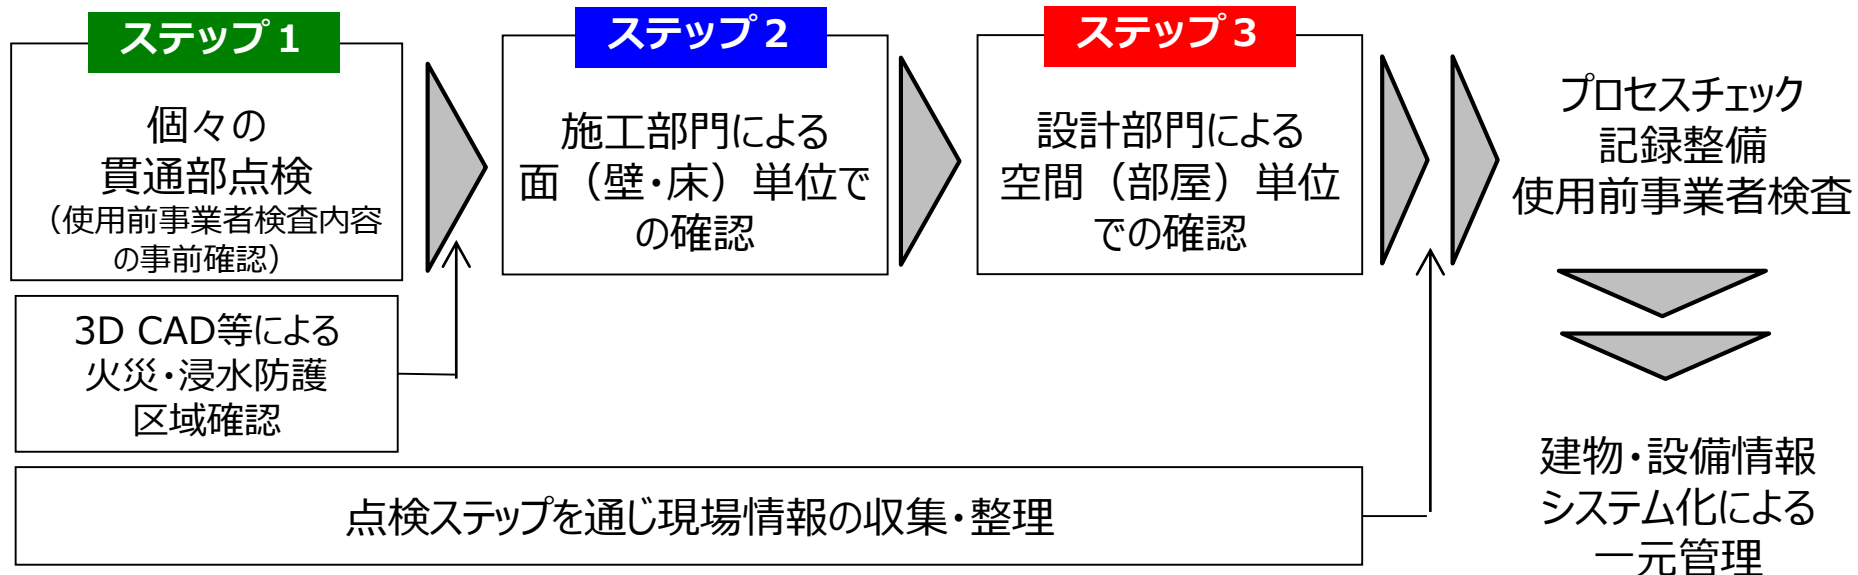 ステップ1
個々の
貫通部点検
（使用前事業者検査内容
の事前確認）
ステップ2
施工部門による
面（壁・床）単位で
の確認
ステップ3
設計部門による
空間（部屋）単位
での確認
プロセスチェック
記録整備
使用前事業者検査
3D CAD等による
火災・浸水防護
区域確認
点検ステップを通じ現場情報の収集・整理
建物・設備情報
システム化による
一元管理